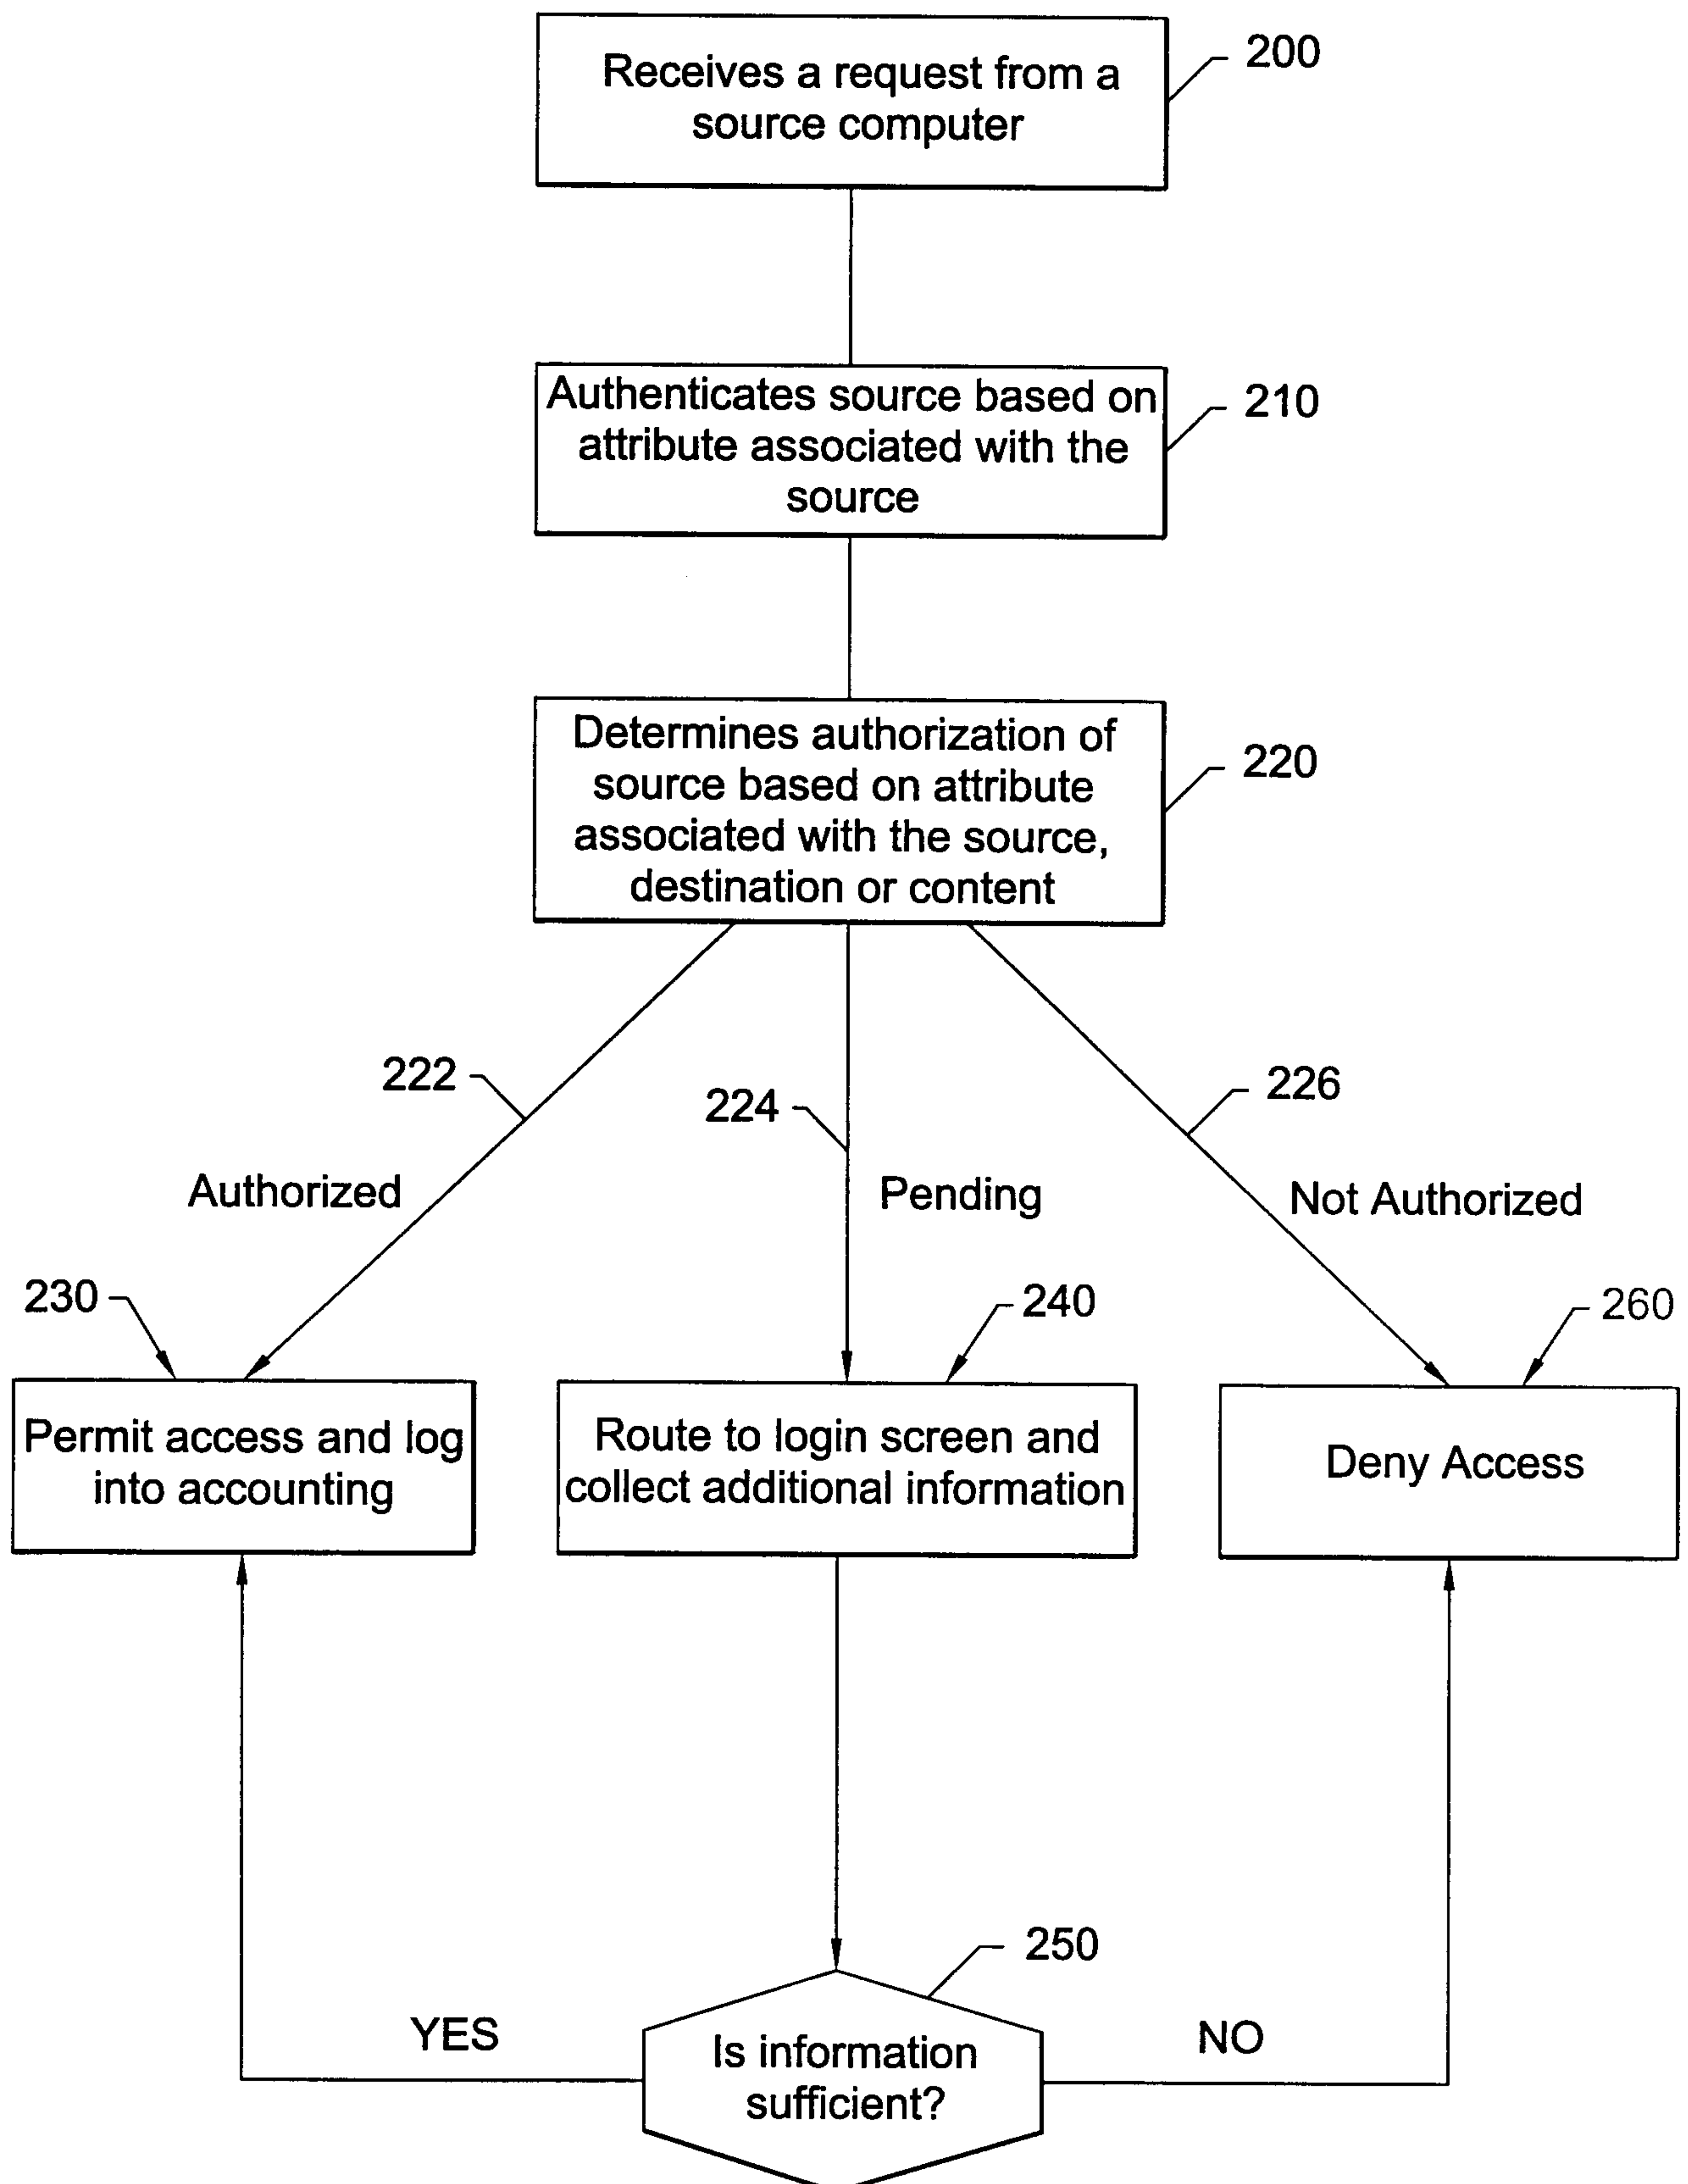 Receives a request from a
source computer
200
Authenticates source based on
attribute associated with the
source
210
Determines authorization of
source based on attribute
associated with the source,
destination or content
220
222
224
226
Authorized
Pending
Not Authorized
230
240
260
Permit access and log
into accounting
Route to login screen and
collect additional information
Deny Access
250
YES
Is information
sufficient?
NO